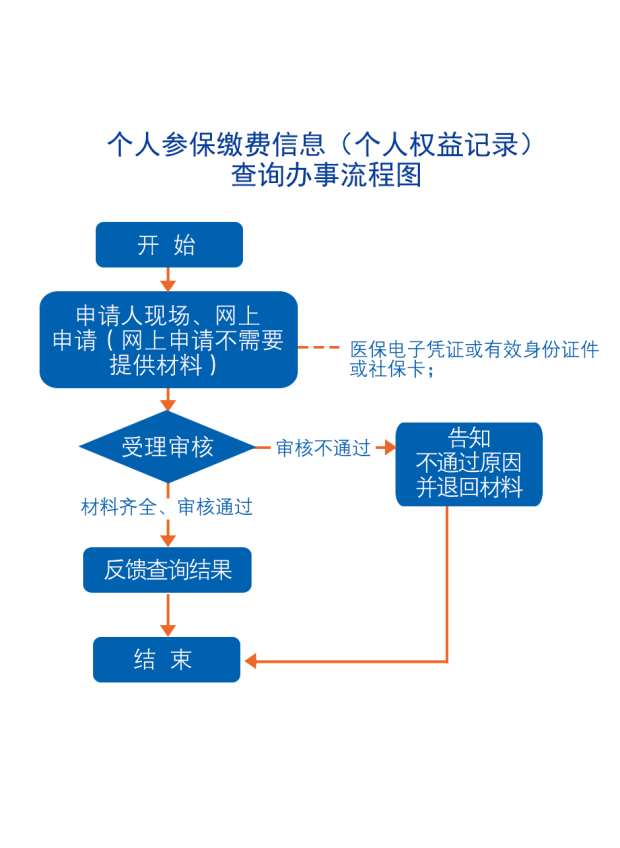 个人参保缴费信息（个人权益记录）
查询办事流程图
开 始
申请人现场、网上
申请（网上申请不需要
提供材料）
医保电子凭证或有效身份证件
或社保卡；
受理审核
审核不通过
告知
不通过原因
并退回材料
材料齐全、审核通过
反馈查询结果
结 束